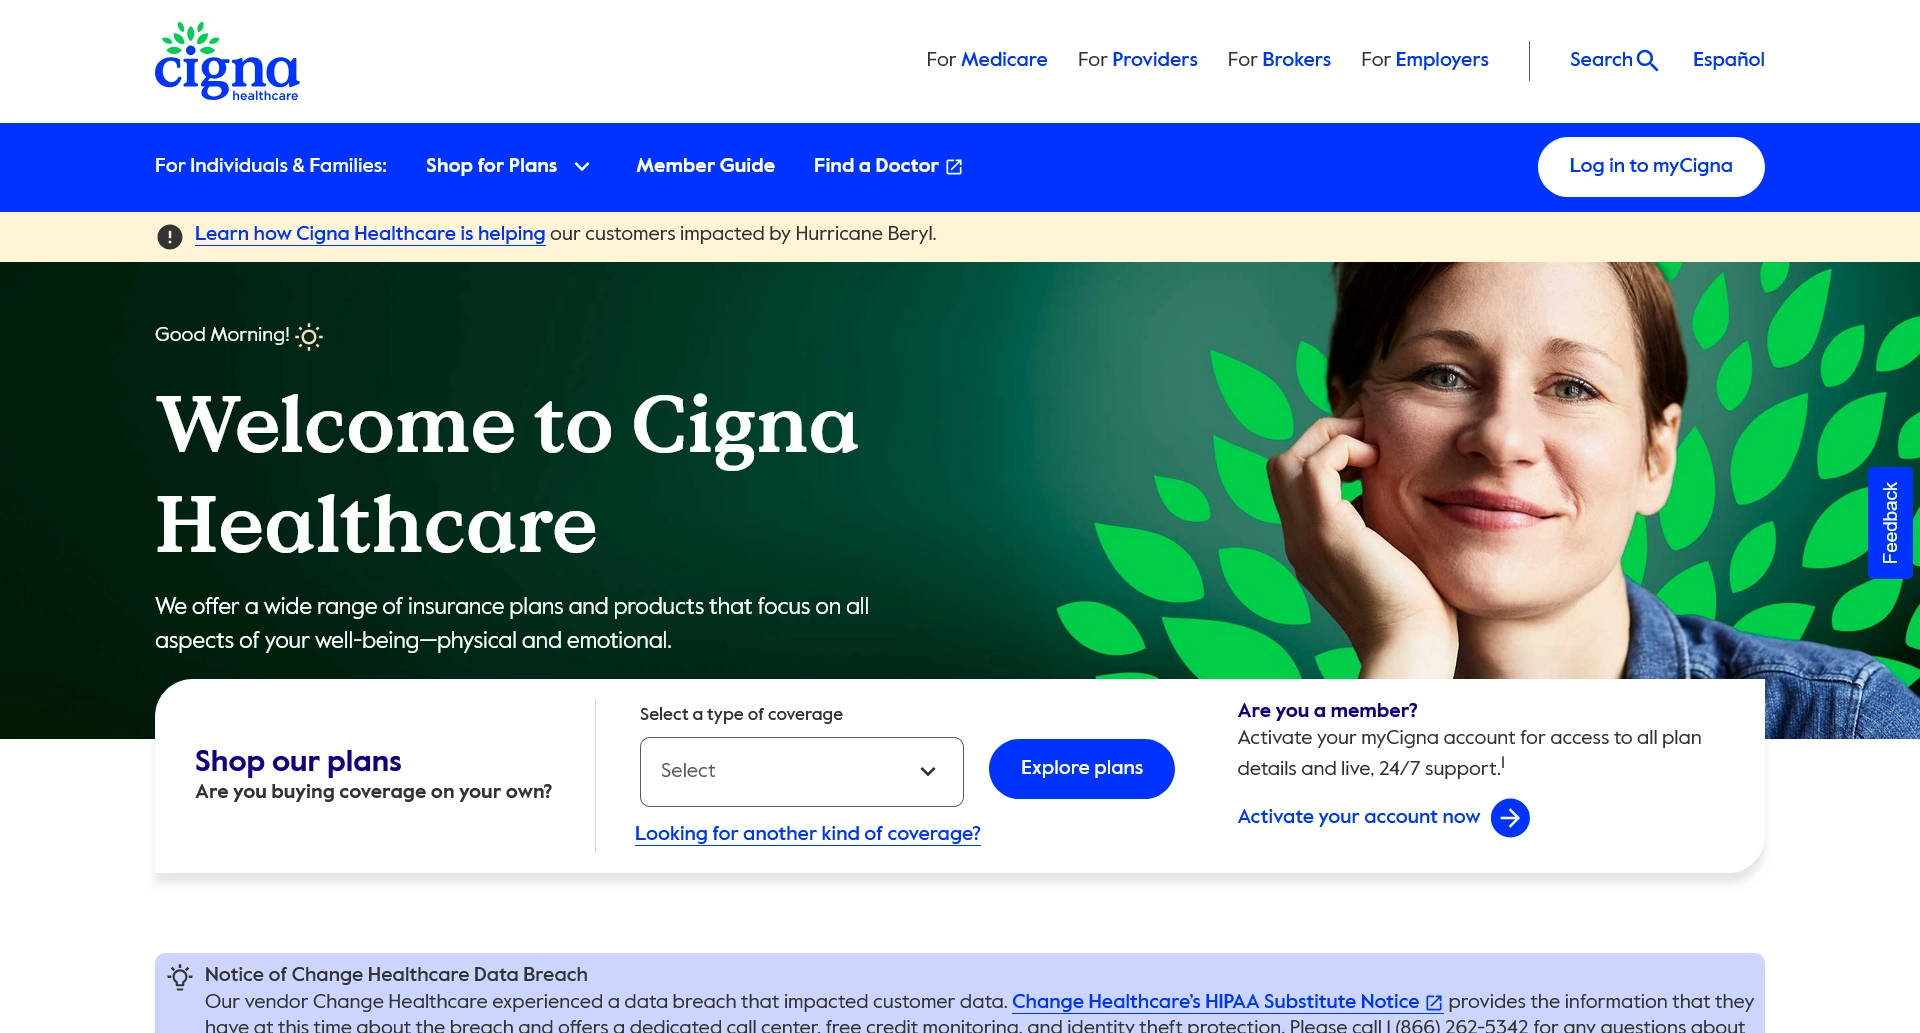 cigna
healthcare
For Medicare
For Providers
For Brokers
For Employers
Search
Español
For Individuals & Families:
Shop for Plans
Member Guide
Find a Doctor
Log in to myCigna
Learn how Cigna Healthcare is helping our customers impacted by Hurricane Beryl.
Good Morning!
Welcome to Cigna
Healthcare
We offer a wide range of insurance plans and products that focus on all
aspects of your well-being—physical and emotional.
Feedback
Shop our plans
Are you buying coverage on your own?
Select a type of coverage
Select
Explore plans
Looking for another kind of coverage?
Are you a member?
Activate your myCigna account for access to all plan
details and live, 24/7 support.1
Activate your account now
Notice of Change Healthcare Data Breach
Our vendor Change Healthcare experienced a data breach that impacted customer data. Change Healthcare's HIPAA Substitute Notice provides the information that they
have at this time about the breach and offers a dedicated call center, free credit monitoring, and identity theft protection. Please call 1 (866) 262-5342 for any questions about